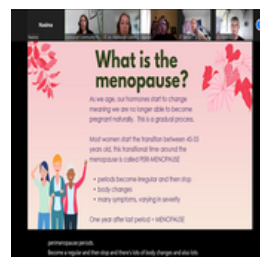 Nasima
What is the
menopause?
As we age, our hormones start to change
meaning we are no longer able to become
pregnant naturally. This is a gradual process.
Most women start the transition between 45-55
years old, this transitional time around the
menopause is called PERI-MENOPAUSE
• periods become irregular and then stop
• body changes
• many symptoms, varying in severity
One year after last period = MENOPAUSE
perimenopause periods.
Become a regular and then stop and there's lots of body changes and also lots